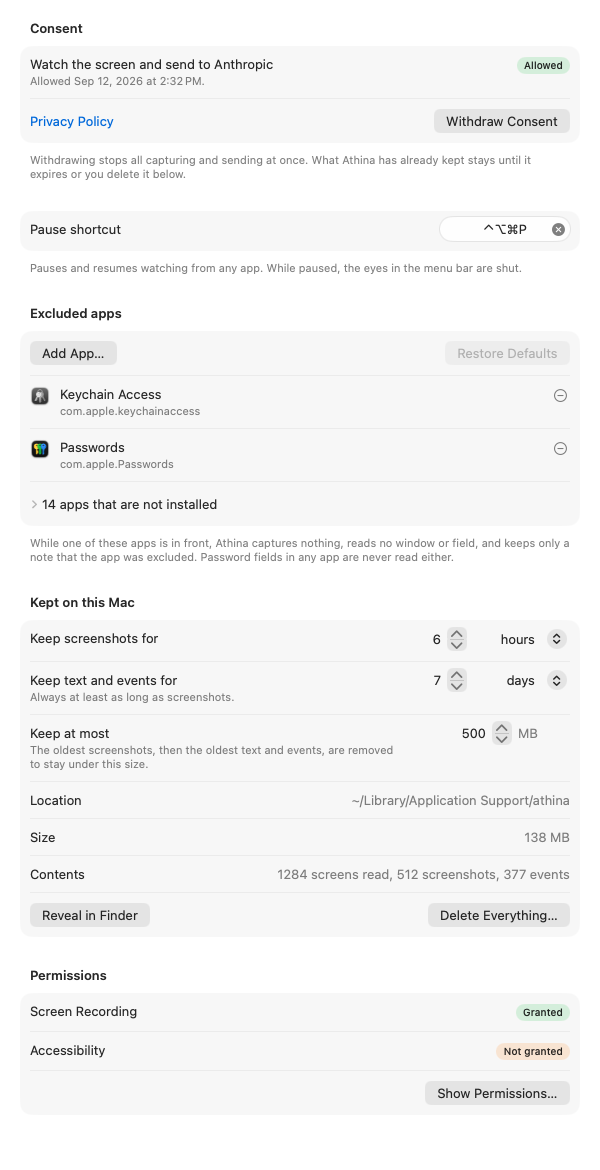 Consent
Watch the screen and send to Anthropic
Allowed
Allowed Sep 12, 2026 at 2:32 PM.
Privacy Policy
Withdraw Consent
Withdrawing stops all capturing and sending at once. What Athina has already kept stays until it
expires or you delete it below.
Pause shortcut
⌃⌥⌘P
Pauses and resumes watching from any app. While paused, the eyes in the menu bar are shut.
Excluded apps
Add App…
Restore Defaults
Keychain Access
com.apple.keychainaccess
Passwords
com.apple.Passwords
14 apps that are not installed
While one of these apps is in front, Athina captures nothing, reads no window or field, and keeps only a
note that the app was excluded. Password fields in any app are never read either.
Kept on this Mac
Keep screenshots for
6
hours
Keep text and events for
7
days
Always at least as long as screenshots.
Keep at most
500
MB
The oldest screenshots, then the oldest text and events, are removed
to stay under this size.
Location
~/Library/Application Support/athina
Size
138 MB
Contents
1284 screens read, 512 screenshots, 377 events
Reveal in Finder
Delete Everything…
Permissions
Screen Recording
Granted
Accessibility
Not granted
Show Permissions…